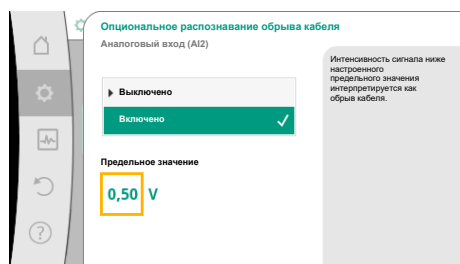 Опциональное распознавание обрыва кабеля
Аналоговый вход (AI2)
Интенсивность сигнала ниже
настроенного
предельного значения
интерпретируется как
обрыв кабеля.
Выключено
Включено
Предельное значение
0,50 V